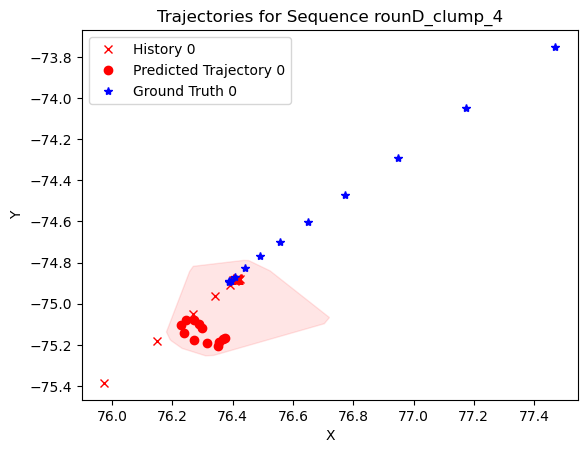 Trajectories for Sequence rounD_clump_4
History 0
Predicted Trajectory 0
Ground Truth 0
Y
−73.8
−74.0
−74.2
−74.4
−74.6
−74.8
−75.0
−75.2
−75.4
76.0 76.2 76.4 76.6 76.8 77.0 77.2 77.4
X